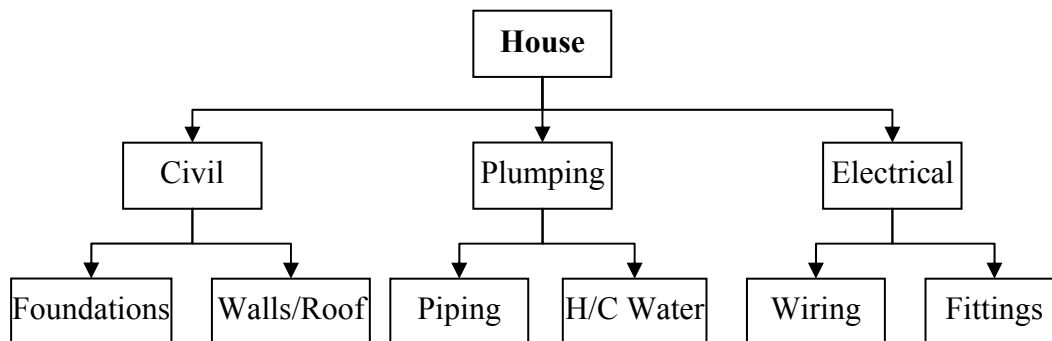 House
Civil
Plumping
Electrical
Foundations
Walls/Roof
Piping
H/C Water
Wiring
Fittings